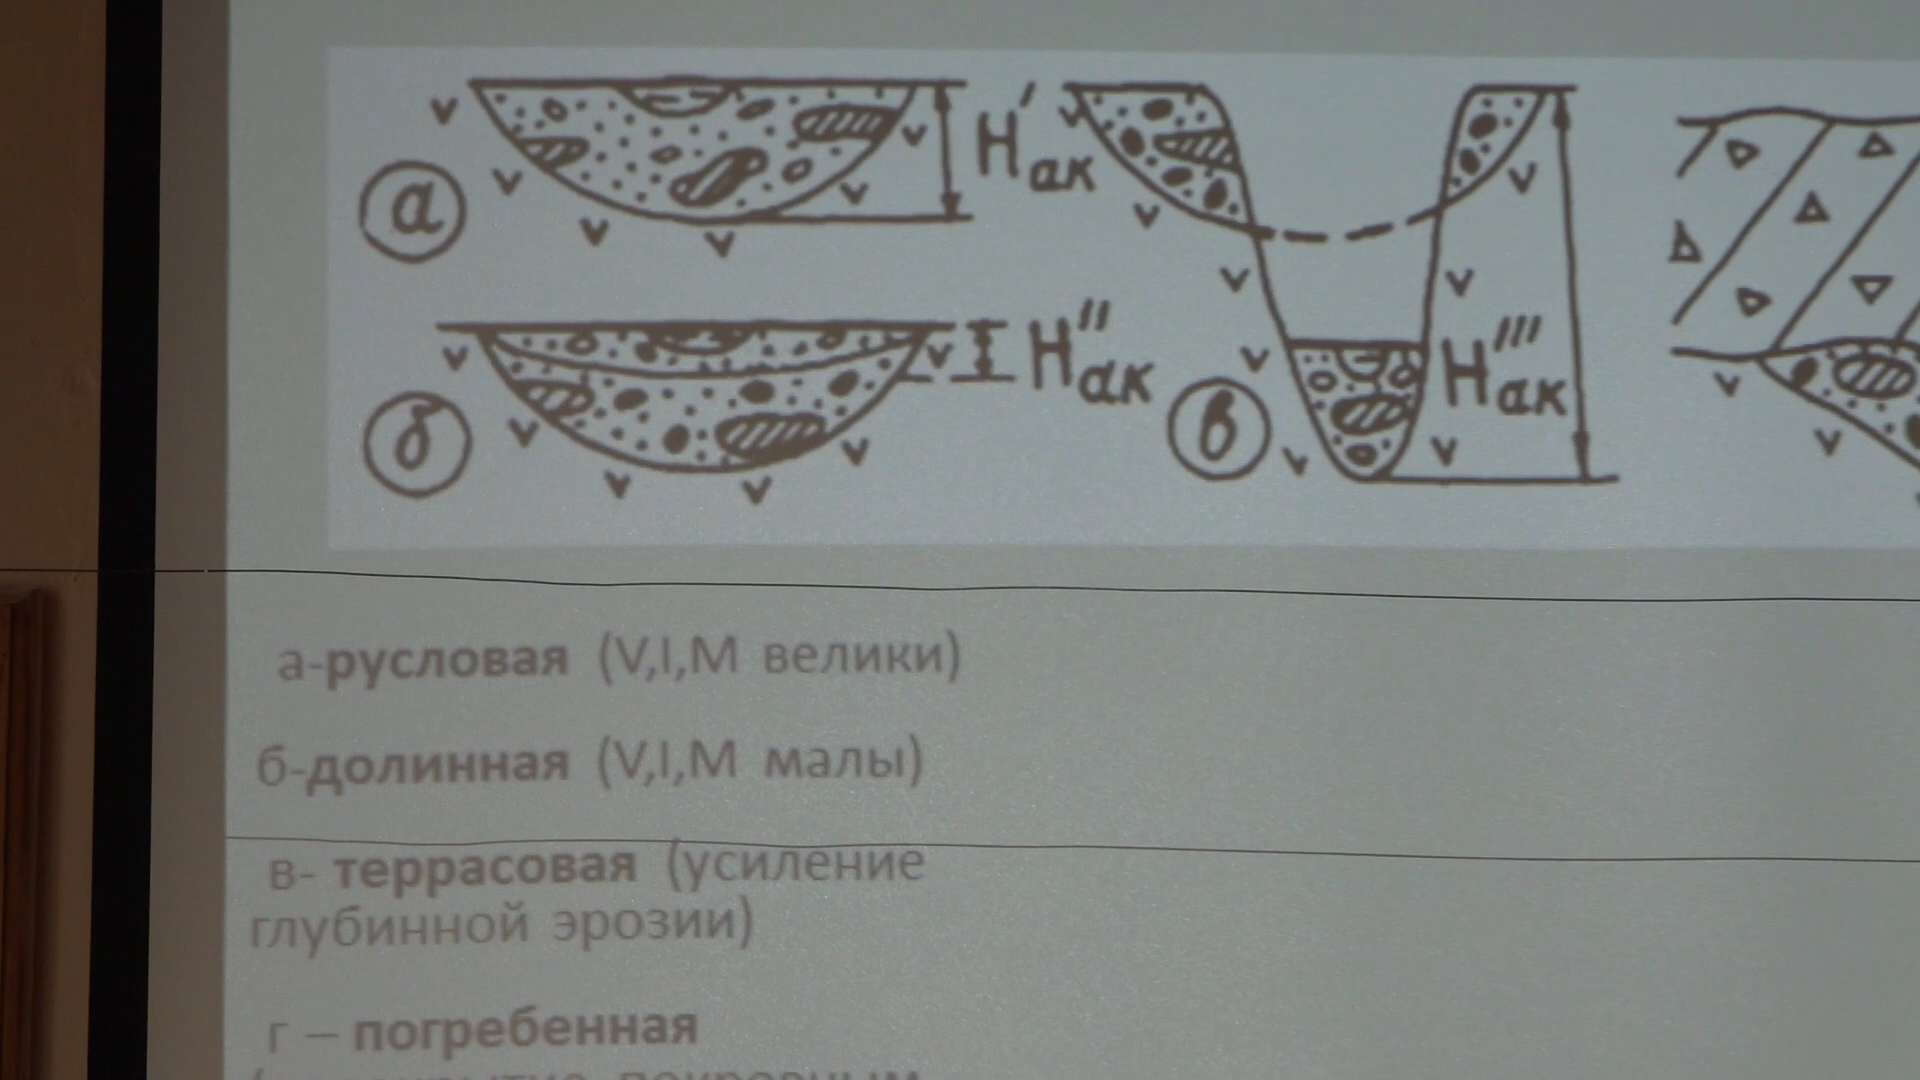 а
H'ак
б
H''ак
в
H'''ак
а-русловая (V,I,M велики)
б-долинная (V,I,M малы)
в- террасовая (усиление
глубинной эрозии)
г – погребенная